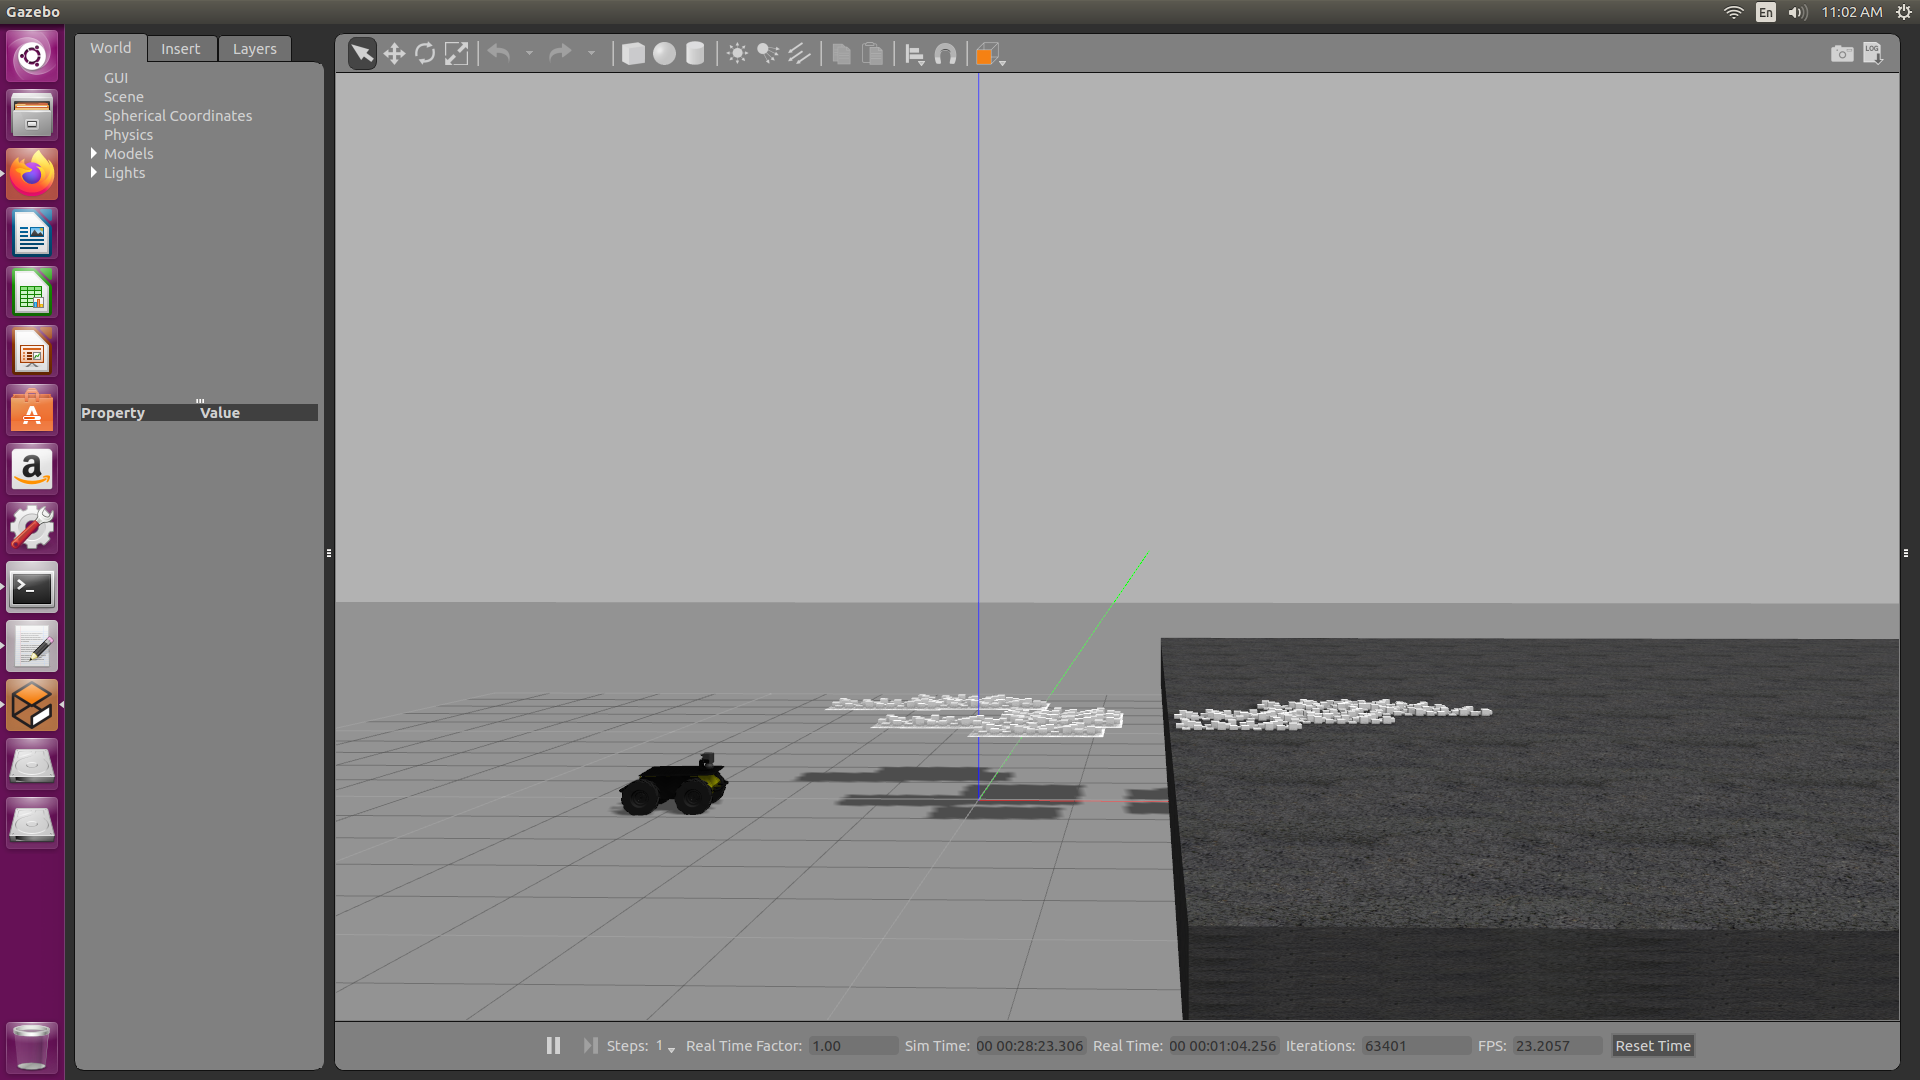 Gazebo
En
11:02 AM
World Insert Layers
LOG
GUI
Scene
Spherical Coordinates
Physics
Models
Lights
Property Value
A
a
>_
Steps: 1 Real Time Factor: 1.00 Sim Time: 00 00:28:23.306 Real Time: 00 00:01:04.256 Iterations: 63401 FPS: 23.2057 Reset Time